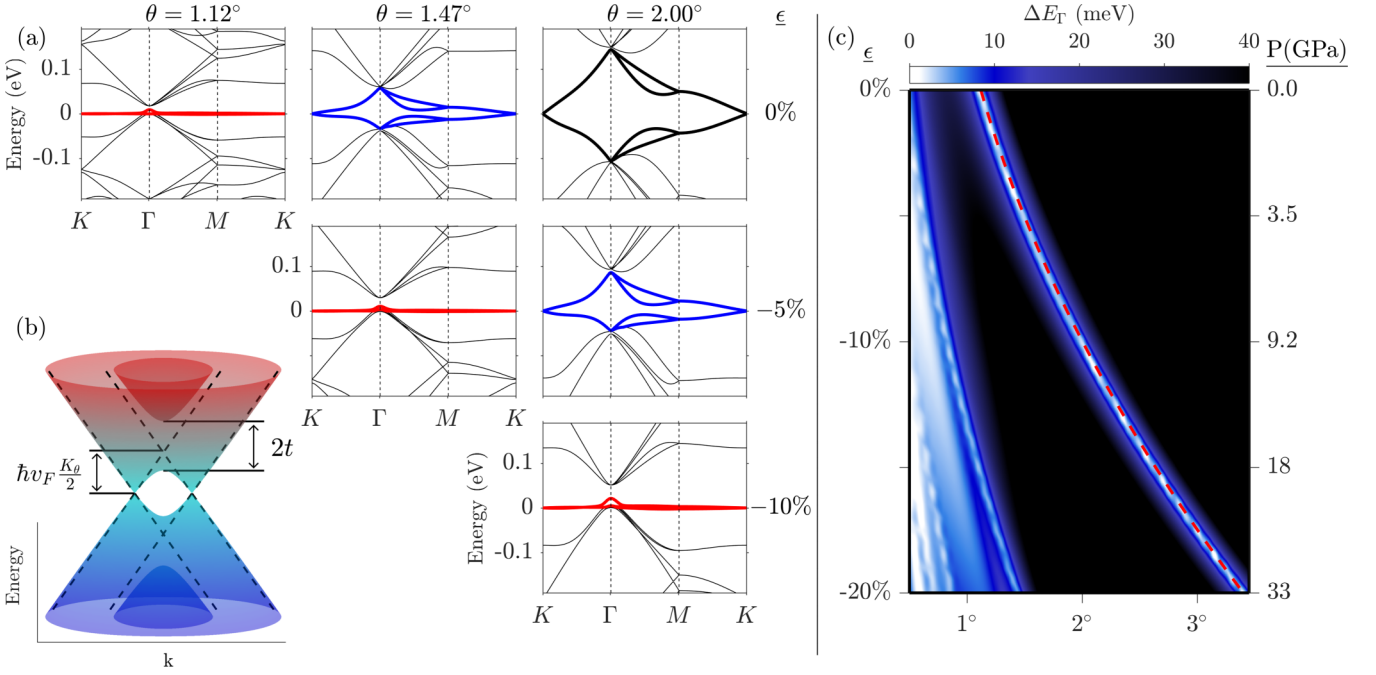 (a)
θ = 1.12°
θ = 1.47°
θ = 2.00°
ϵ
Energy (eV)
0.1
0
-0.1
K Γ M K
0%
0.1
0
K Γ M K
−5%
Energy (eV)
0.1
0
-0.1
K Γ M K
−10%
(b)
2t
ħv_F K_θ/2
Energy
k
(c)
ϵ
ΔE_Γ (meV)
0 10 20 30 40
P(GPa)
0% 0.0
3.5
-10% 9.2
18
-20% 33
1° 2° 3°